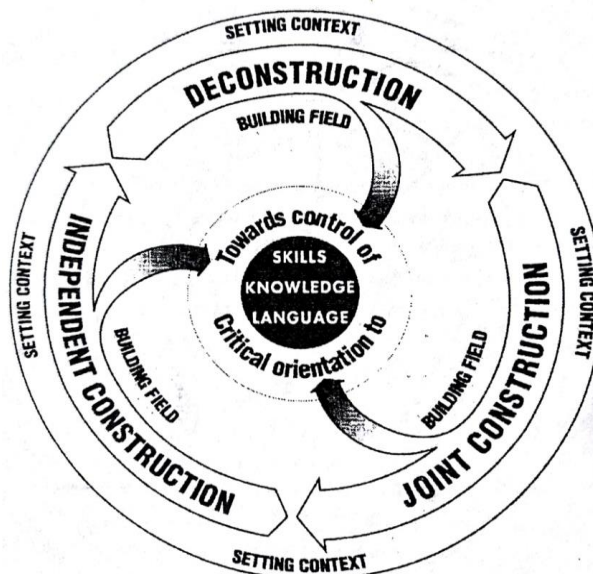 SETTING CONTEXT
DECONSTRUCTION
BUILDING FIELD
Towards control of
SKILLS
KNOWLEDGE
LANGUAGE
Critical orientation to
SETTING CONTEXT
JOINT CONSTRUCTION
BUILDING FIELD
SETTING CONTEXT
INDEPENDENT CONSTRUCTION
BUILDING FIELD
SETTING CONTEXT